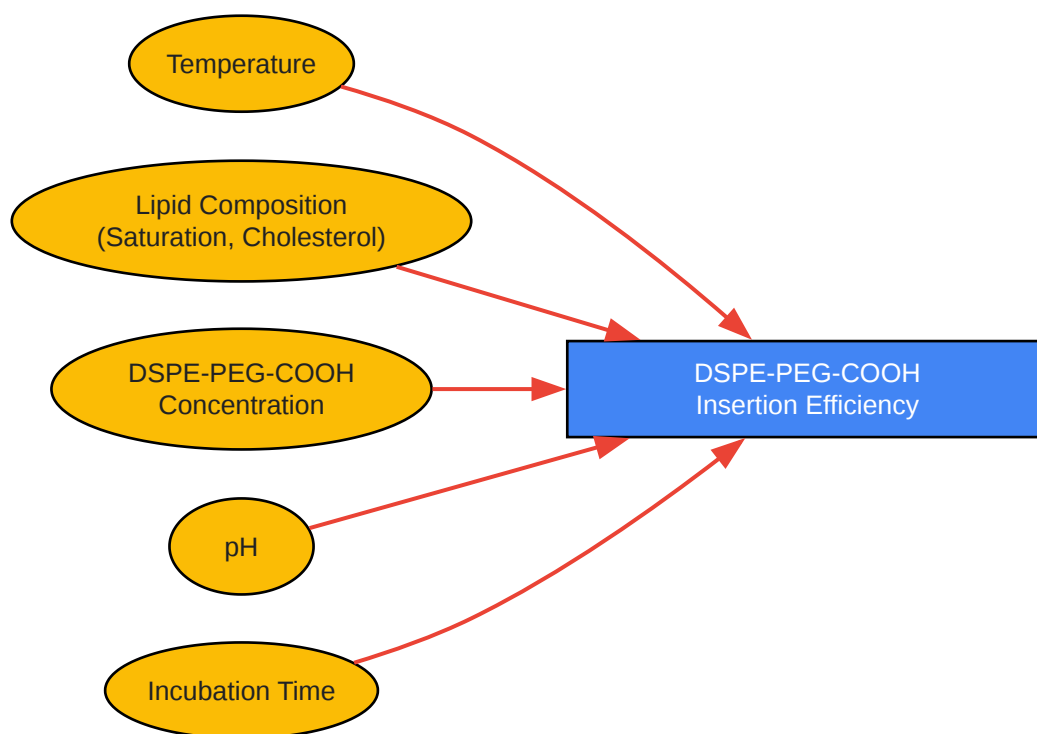 Temperature
Lipid Composition
(Saturation, Cholesterol)
DSPE-PEG-COOH
Concentration
DSPE-PEG-COOH
Insertion Efficiency
pH
Incubation Time